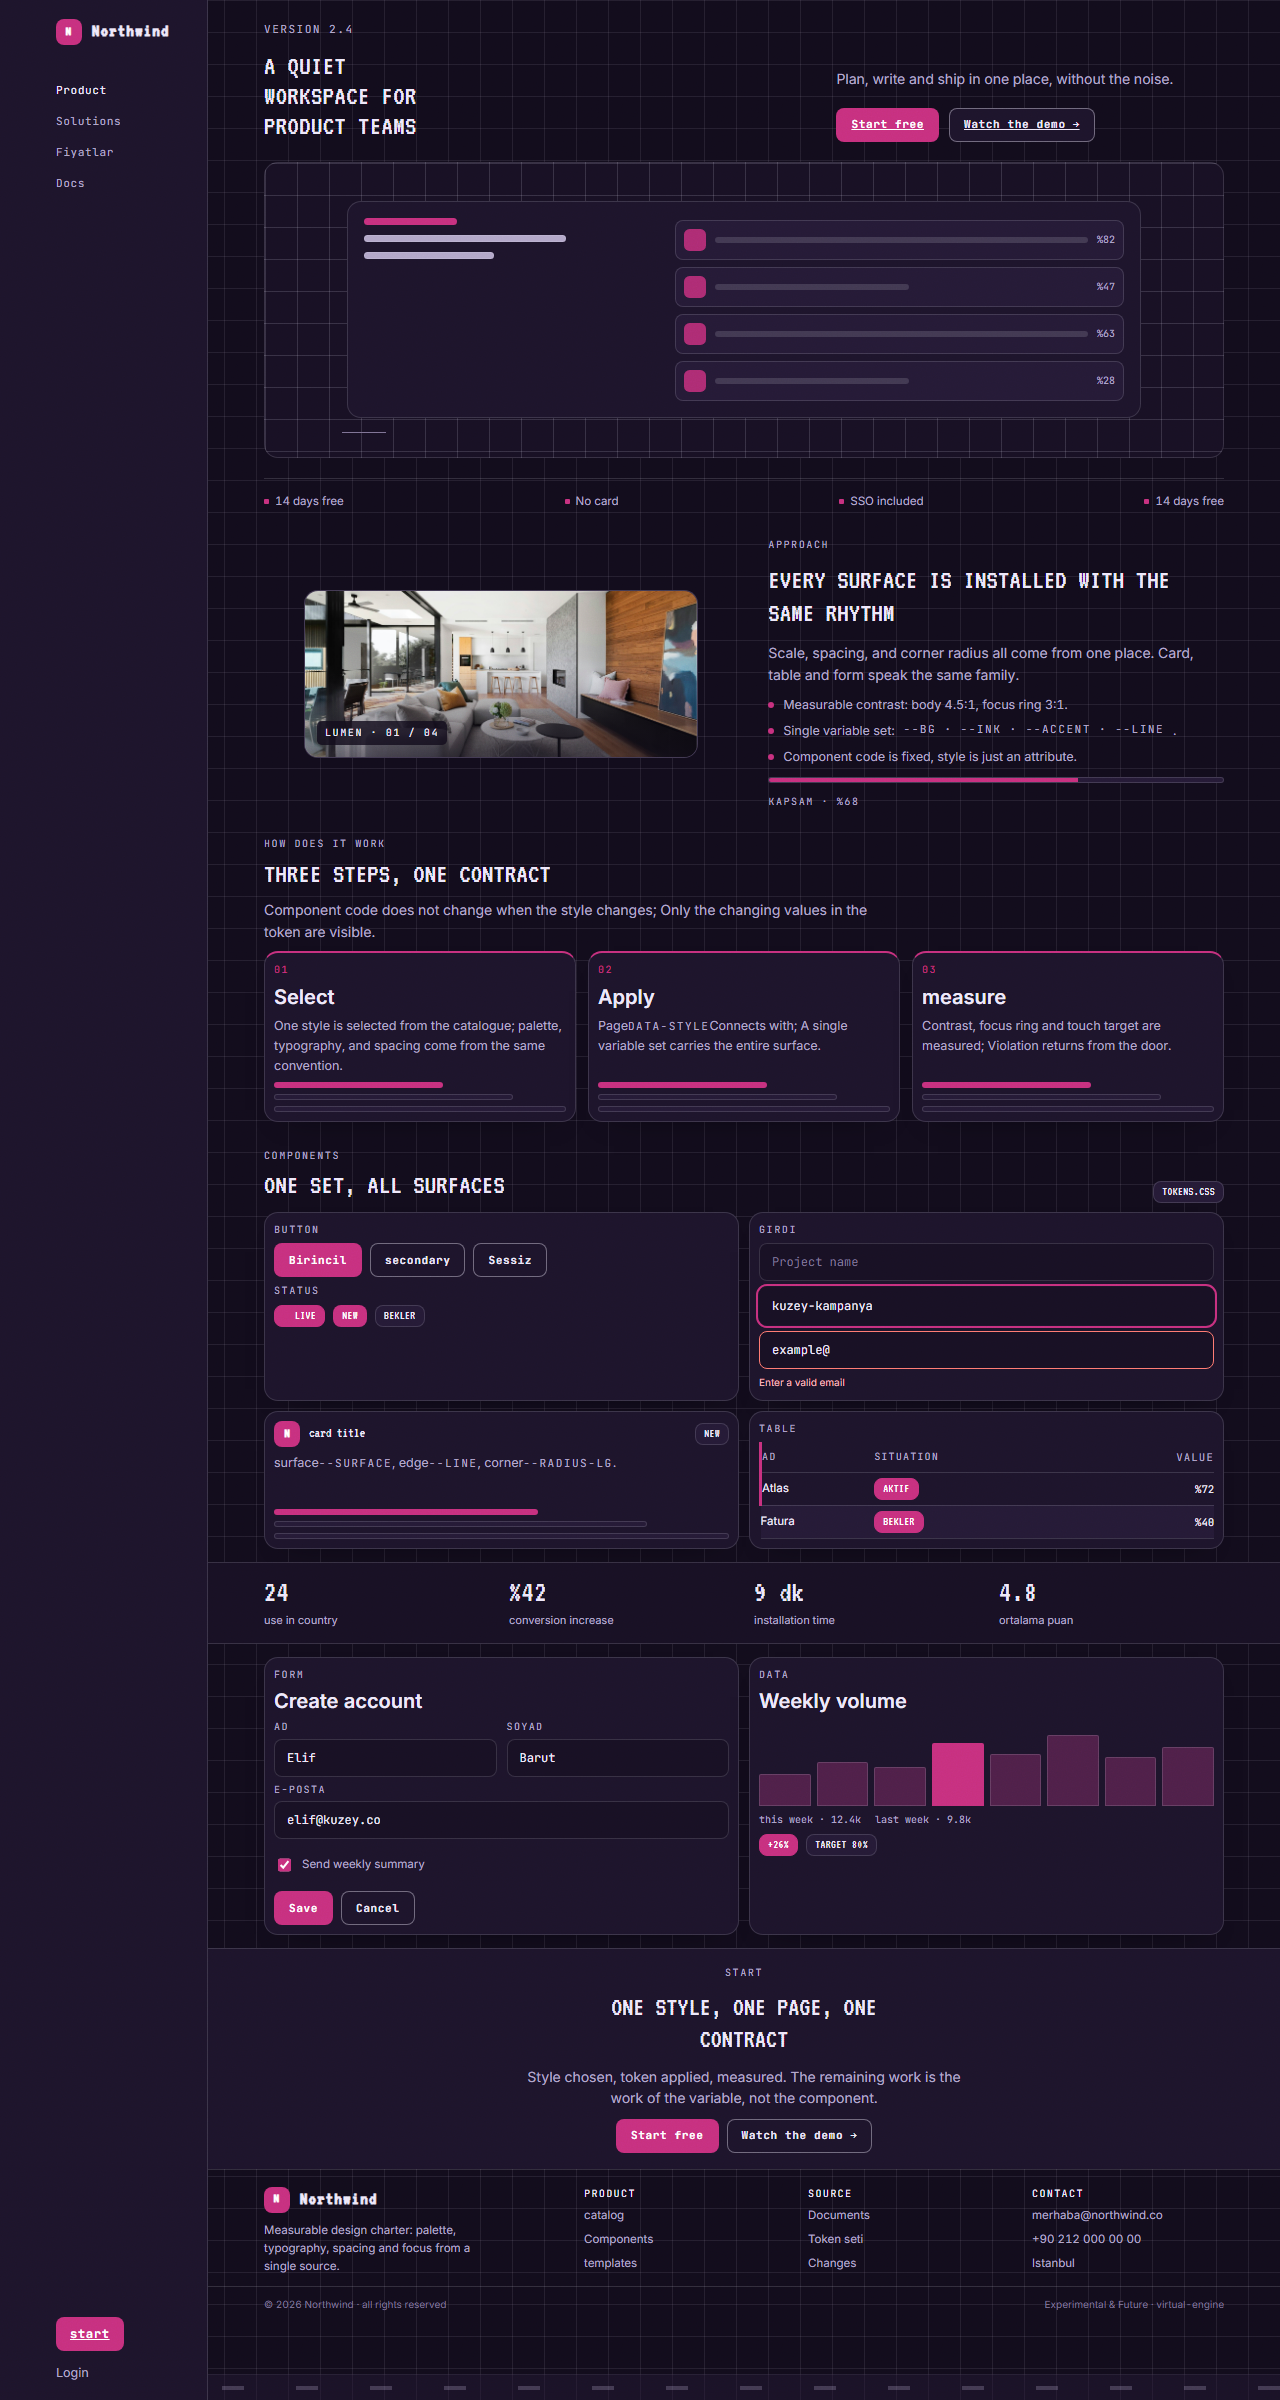 Northwind
Product
Solutions
Fiyatlar
Docs
start
Login
VERSION 2.4
A QUIET
WORKSPACE FOR
PRODUCT TEAMS
Plan, write and ship in one place, without the noise.
Start free
Watch the demo →
%82
%47
%63
%28
14 days free
No card
SSO included
14 days free
LUMEN · 01 / 04
APPROACH
EVERY SURFACE IS INSTALLED WITH THE
SAME RHYTHM
Scale, spacing, and corner radius all come from one place. Card,
table and form speak the same family.
Measurable contrast: body 4.5:1, focus ring 3:1.
Single variable set: --BG · --INK · --ACCENT · --LINE .
Component code is fixed, style is just an attribute.
KAPSAM · %68
HOW DOES IT WORK
THREE STEPS, ONE CONTRACT
Component code does not change when the style changes; Only the changing values in the
token are visible.
01
Select
One style is selected from the catalogue; palette,
typography, and spacing come from the same
convention.
02
Apply
PageDATA-STYLEConnects with; A single
variable set carries the entire surface.
03
measure
Contrast, focus ring and touch target are
measured; Violation returns from the door.
COMPONENTS
ONE SET, ALL SURFACES
TOKENS.CSS
BUTTON
Birincil
secondary
Sessiz
STATUS
LIVE
NEW
BEKLER
GIRDI
Project name
kuzey-kampanya
example@
Enter a valid email
N card title
NEW
surface--SURFACE, edge--LINE, corner--RADIUS-LG.
TABLE
AD SITUATION VALUE
Atlas AKTIF %72
Fatura BEKLER %40
24
use in country
%42
conversion increase
9 dk
installation time
4.8
ortalama puan
FORM
Create account
AD
SOYAD
Elif
Barut
E-POSTA
elif@kuzey.co
Send weekly summary
Save
Cancel
DATA
Weekly volume
this week · 12.4k last week · 9.8k
+26%
TARGET 80%
START
ONE STYLE, ONE PAGE, ONE
CONTRACT
Style chosen, token applied, measured. The remaining work is the
work of the variable, not the component.
Start free
Watch the demo →
N Northwind
Measurable design charter: palette,
typography, spacing and focus from a
single source.
PRODUCT
catalog
Components
templates
SOURCE
Documents
Token seti
Changes
CONTACT
merhaba@northwind.co
+90 212 000 00 00
Istanbul
© 2026 Northwind · all rights reserved
Experimental & Future · virtual-engine